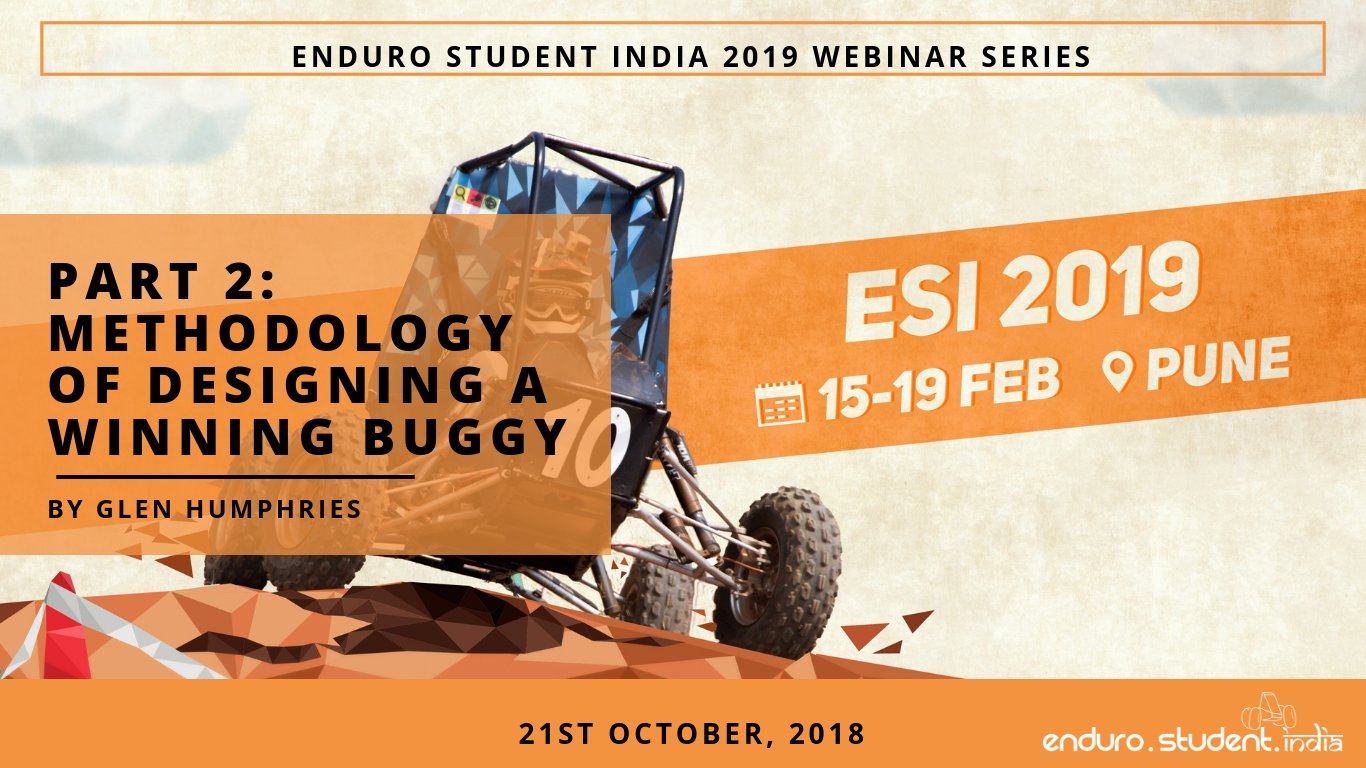 ENDURO STUDENT INDIA 2019 WEBINAR SERIES
PART 2:
METHODOLOGY
OF DESIGNING A
WINNING BUGGY
BY GLEN HUMPHRIES
ESI 2019
15-19 FEB PUNE
10
21ST OCTOBER, 2018
enduro.student.india